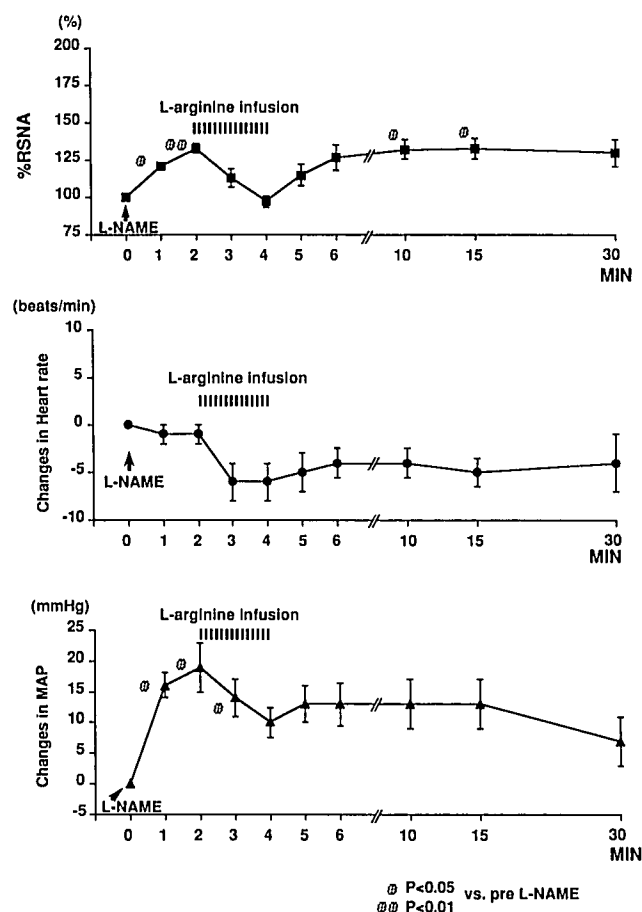 (%)
200
175
150
125
100
75
%RSNA
L-arginine infusion
@
@@
@
@
L-NAME
0 1 2 3 4 5 6 10 15 30
MIN
(beats/min)
10
5
0
-5
-10
Changes in Heart rate
L-arginine infusion
L-NAME
0 1 2 3 4 5 6 10 15 30
MIN
(mmHg)
25
20
15
10
5
0
-5
Changes in MAP
L-arginine infusion
@
@
@
L-NAME
0 1 2 3 4 5 6 10 15 30
MIN
@ P<0.05 vs. pre L-NAME
@@ P<0.01